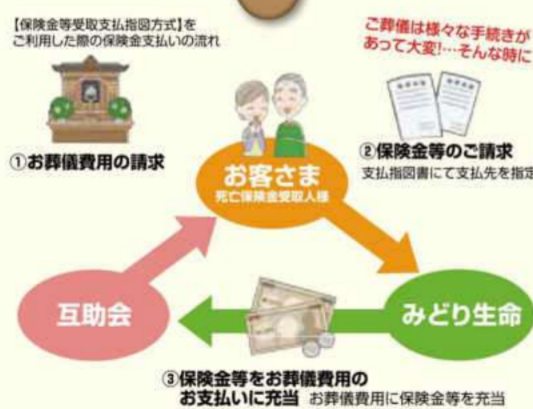 【保険金等受取支払指図方式】を
ご利用した際の保険金支払いの流れ
ご葬儀は様々な手続きが
あって大変!…そんな時に
①お葬儀費用の請求
お客さま
死亡保険金受取人様
②保険金等のご請求
支払指図書にて支払先を指定
互助会
みどり生命
③保険金等をお葬儀費用の
お支払いに充当 お葬儀費用に保険金等を充当